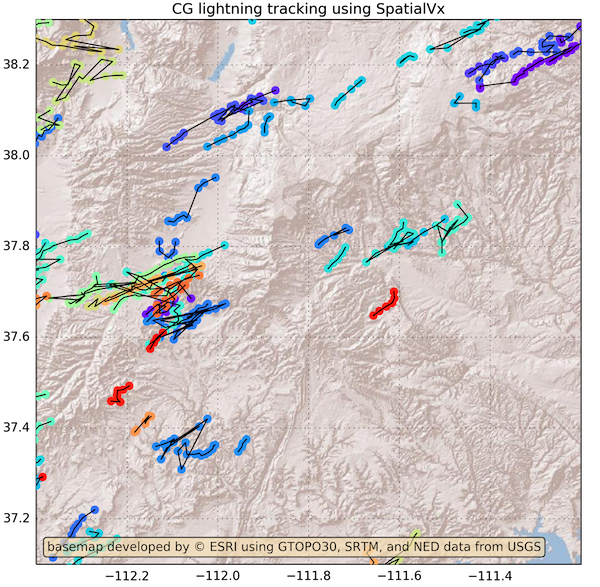 CG lightning tracking using SpatialVx
38.2
38.0
37.8
37.6
37.4
37.2
basemap developed by © ESRI using GTOPO30, SRTM, and NED data from USGS
−112.2 −112.0 −111.8 −111.6 −111.4